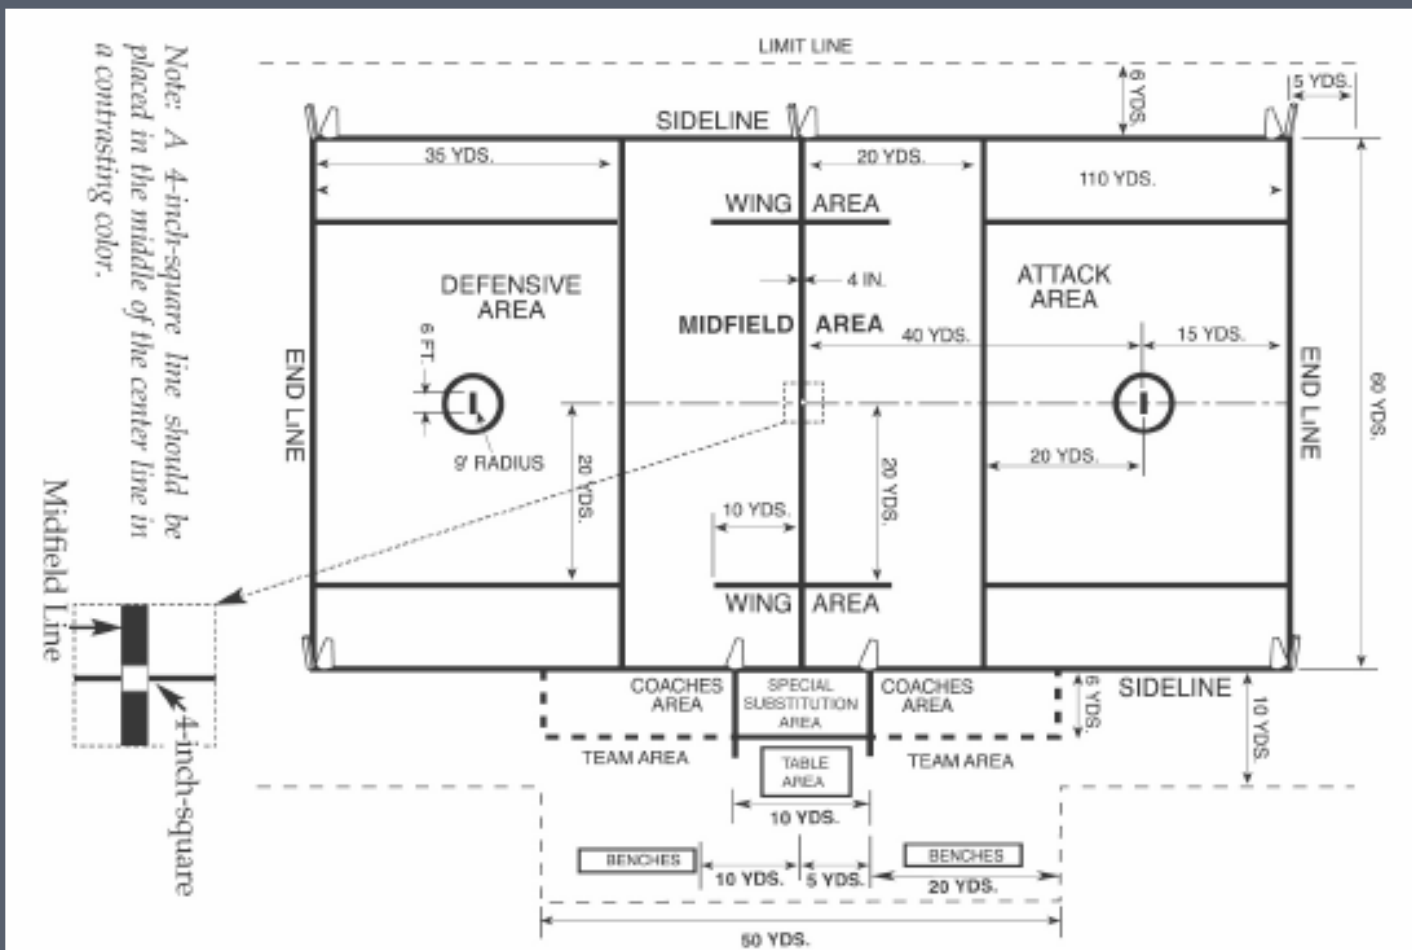 Note: A 4-inch-square line should be
placed in the middle of the center line in
a contrasting color.
LIMIT LINE
6 YDS.
5 YDS.
SIDELINE
35 YDS.
20 YDS.
110 YDS.
WING AREA
DEFENSIVE
AREA
ATTACK
AREA
4 IN.
MIDFIELD AREA
40 YDS.
15 YDS.
6 FT.
END LINE
END LINE
60 YDS.
9' RADIUS
20 YDS.
20 YDS.
20 YDS.
10 YDS.
WING AREA
Midfield Line
4-inch-square
COACHES
AREA
SPECIAL
SUBSTITUTION
AREA
COACHES
AREA
6 YDS.
SIDELINE
10 YDS.
TEAM AREA
TABLE
AREA
TEAM AREA
10 YDS.
BENCHES
BENCHES
10 YDS.
5 YDS.
20 YDS.
50 YDS.